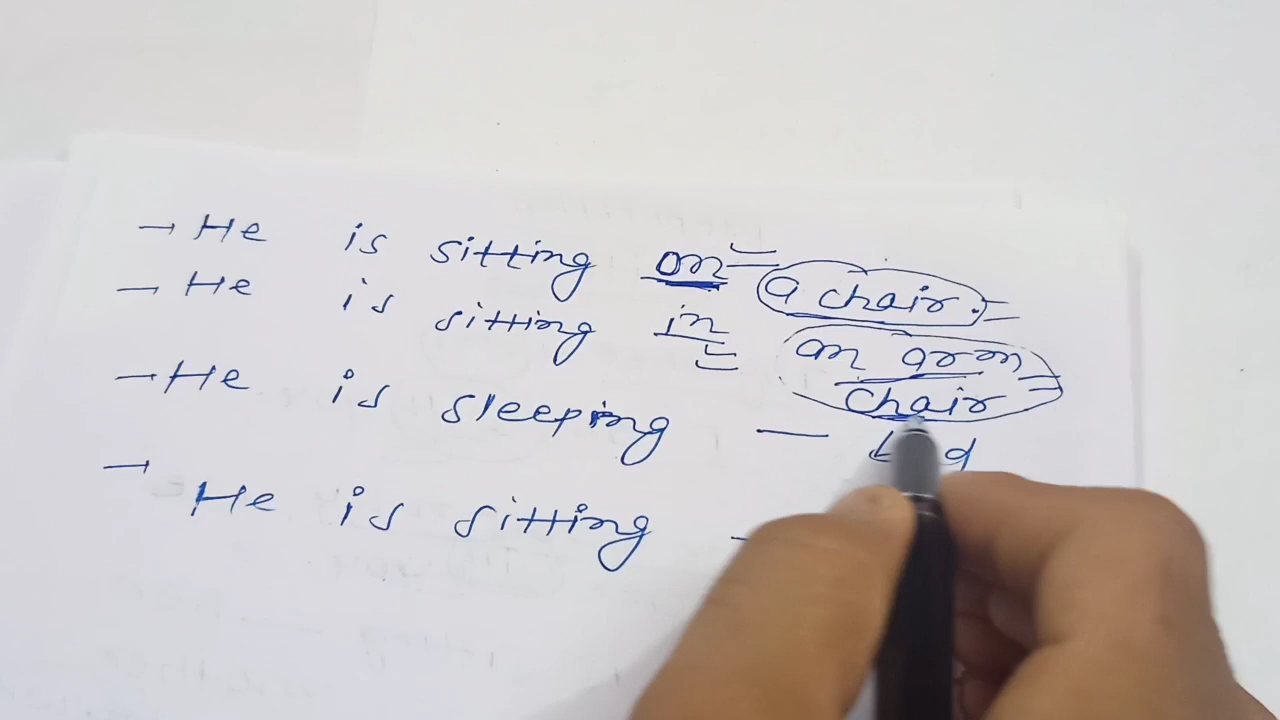 → He is sitting on a chair.
→ He is sitting in an arm
chair
→ He is sleeping —
→ He is sitting -